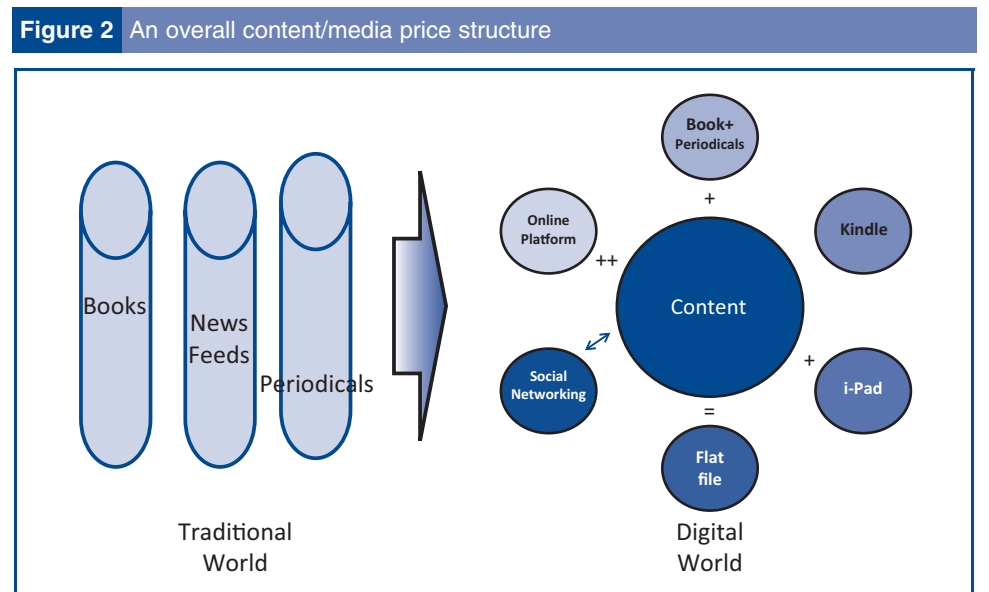 Figure 2 An overall content/media price structure
Books
News
Feeds
Periodicals
Traditional
World
Book+
Periodicals
+
Online
Platform
++
Kindle
Content
Social
Networking
+
i-Pad
=
Flat
file
Digital
World